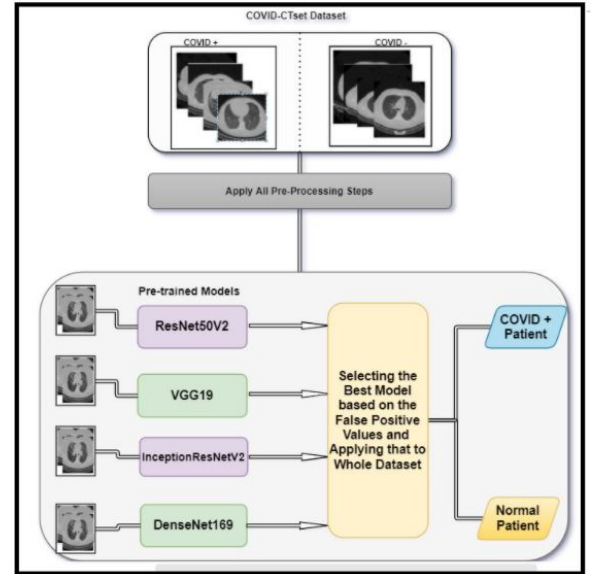 COVID-CTset Dataset
COVID +
COVID -
Apply All Pre-Processing Steps
Pre-trained Models
ResNet50V2
VGG19
InceptionResNetV2
DenseNet169
Selecting the
Best Model
based on the
False Positive
Values and
Applying that to
Whole Dataset
COVID +
Patient
Normal
Patient